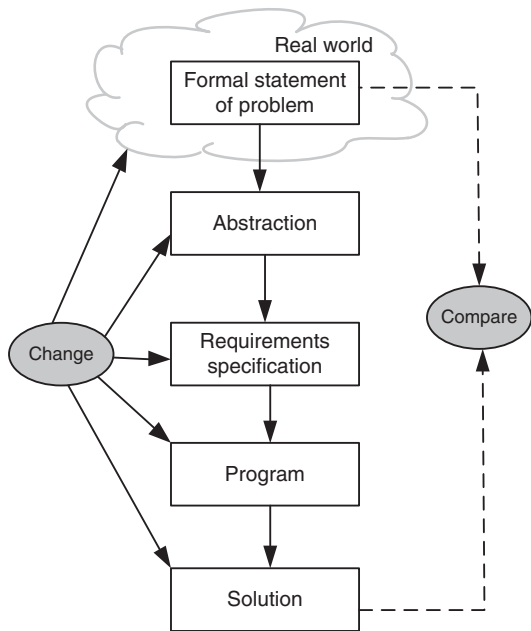 Real world
Formal statement
of problem
Abstraction
Change
Requirements
specification
Compare
Program
Solution